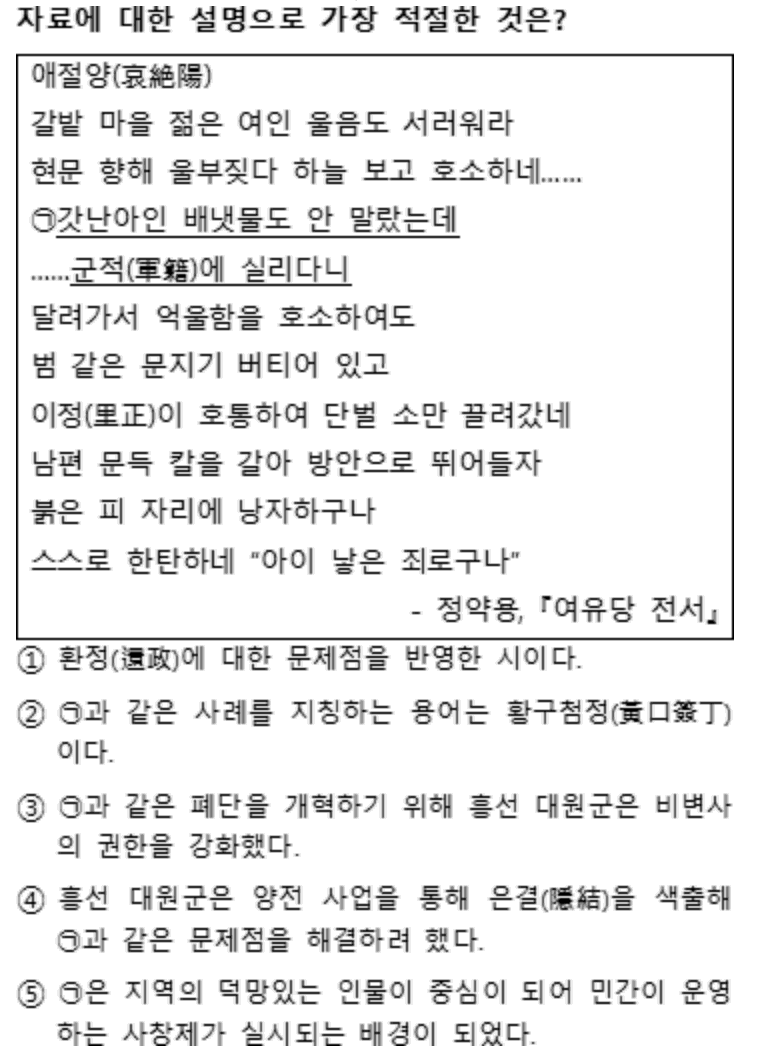 자료에 대한 설명으로 가장 적절한 것은?
애절양(哀絶陽)
갈밭 마을 젊은 여인 울음도 서러워라
현문 향해 울부짖다 하늘 보고 호소하네......
㉠갓난아인 배냇물도 안 말랐는데
......군적(軍籍)에 실리다니
달려가서 억울함을 호소하여도
범 같은 문지기 버티어 있고
이정(里正)이 호통하여 단벌 소만 끌려갔네
남편 문득 칼을 갈아 방안으로 뛰어들자
붉은 피 자리에 낭자하구나
스스로 한탄하네 “아이 낳은 죄로구나”
- 정약용,『여유당 전서』
① 환정(還政)에 대한 문제점을 반영한 시이다.
② ㉠과 같은 사례를 지칭하는 용어는 황구첨정(黃口簽丁)
이다.
③ ㉠과 같은 폐단을 개혁하기 위해 흥선 대원군은 비변사
의 권한을 강화했다.
④ 흥선 대원군은 양전 사업을 통해 은결(隱結)을 색출해
㉠과 같은 문제점을 해결하려 했다.
⑤ ㉠은 지역의 덕망있는 인물이 중심이 되어 민간이 운영
하는 사창제가 실시되는 배경이 되었다.